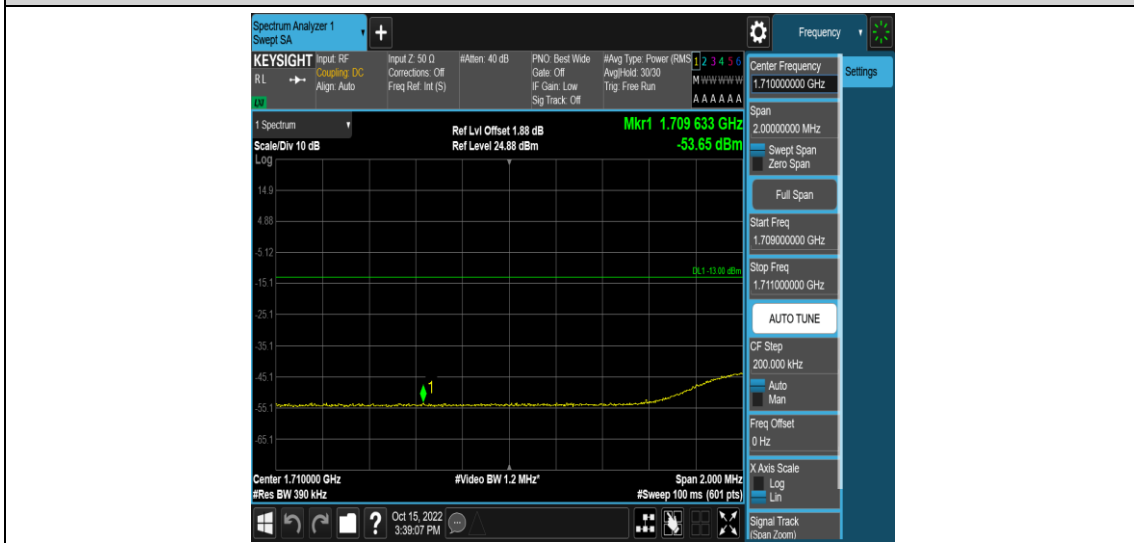 Spectrum Analyzer 1
Swept SA
+
Frequency
KEYSIGHT
RL
LXI
Input: RF
Coupling: DC
Align: Auto
Input Z: 50 Ω
Corrections: Off
Freq Ref: Int (S)
#Atten: 40 dB
PNO: Best Wide
Gate: Off
IF Gain: Low
Sig Track: Off
#Avg Type: Power (RMS
Avg|Hold: 30/30
Trig: Free Run
1 2 3 4 5 6
M W W W W W
A A A A A A
1 Spectrum
Scale/Div 10 dB
Ref Lvl Offset 1.88 dB
Ref Level 24.88 dBm
Mkr1 1.709 633 GHz
-53.65 dBm
Log
14.9
4.88
-5.12
-15.1
-25.1
-35.1
-45.1
-55.1
-65.1
DL1 -13.00 dBm
1
Center 1.710000 GHz
#Res BW 390 kHz
#Video BW 1.2 MHz*
Span 2.000 MHz
#Sweep 100 ms (601 pts)
?
Oct 15, 2022
3:39:07 PM
Center Frequency
1.710000000 GHz
Settings
Span
2.00000000 MHz
Swept Span
Zero Span
Full Span
Start Freq
1.709000000 GHz
Stop Freq
1.711000000 GHz
AUTO TUNE
CF Step
200.000 kHz
Auto
Man
Freq Offset
0 Hz
X Axis Scale
Log
Lin
Signal Track
(Span Zoom)